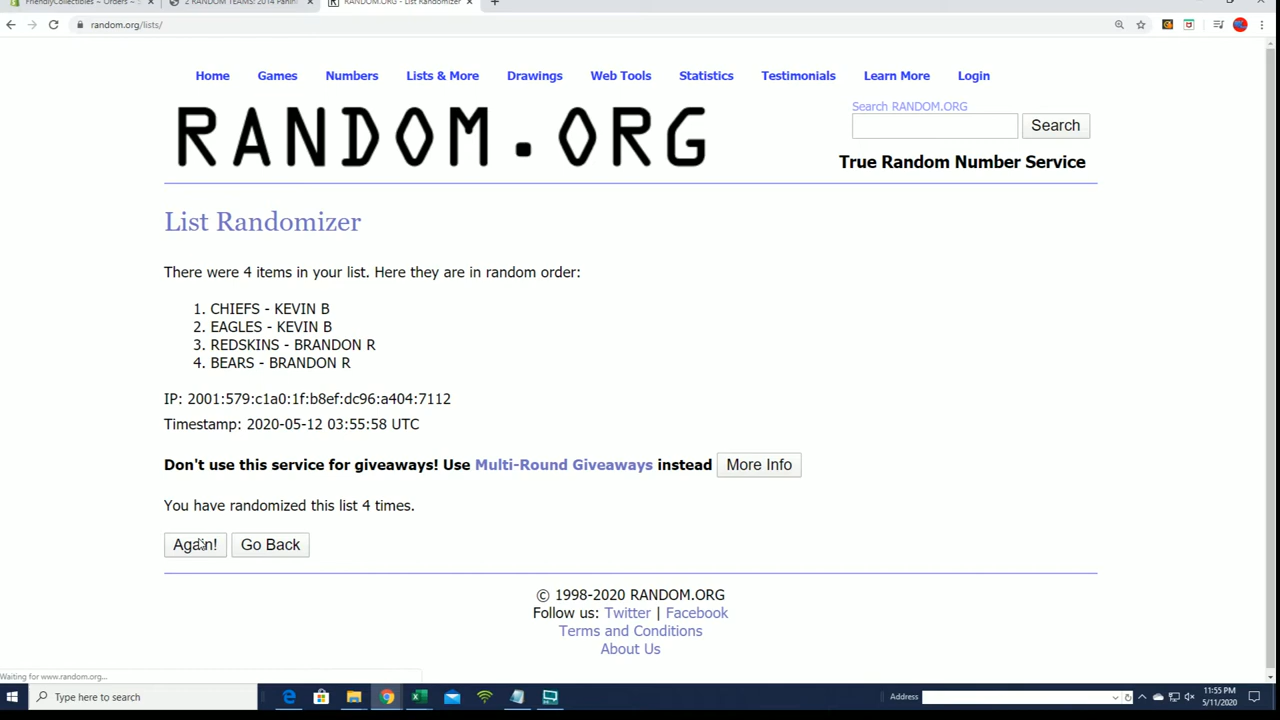 FriendlyCollectibles - Orders - S
2 RANDOM TEAMS: 2014 Panini
RANDOM.ORG - List Randomizer
random.org/lists/
Home Games Numbers Lists & More Drawings Web Tools Statistics Testimonials Learn More Login
RANDOM.ORG
Search RANDOM.ORG
Search
True Random Number Service
List Randomizer
There were 4 items in your list. Here they are in random order:
1. CHIEFS - KEVIN B
2. EAGLES - KEVIN B
3. REDSKINS - BRANDON R
4. BEARS - BRANDON R
IP: 2001:579:c1a0:1f:b8ef:dc96:a404:7112
Timestamp: 2020-05-12 03:55:58 UTC
Don't use this service for giveaways! Use Multi-Round Giveaways instead More Info
You have randomized this list 4 times.
Again! Go Back
© 1998-2020 RANDOM.ORG
Follow us: Twitter | Facebook
Terms and Conditions
About Us
Waiting for www.random.org...
Type here to search
Address
11:55 PM
5/11/2020